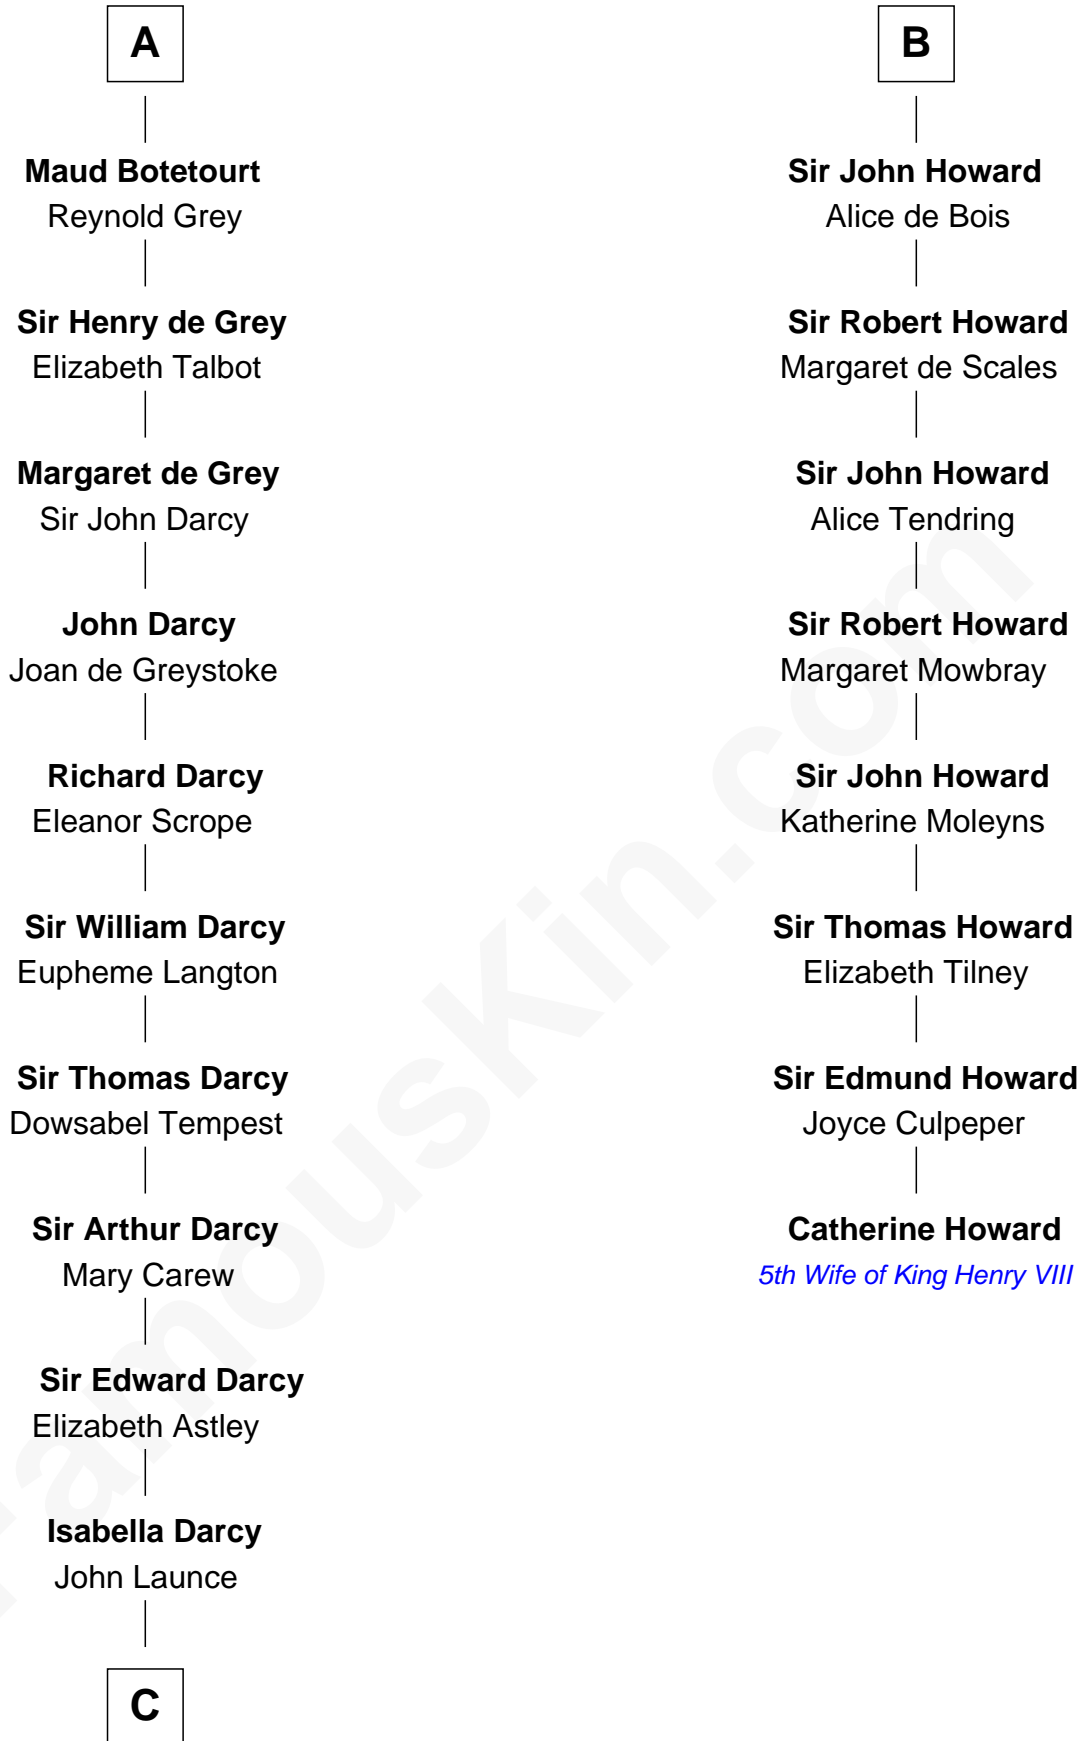 A
Maud Botetourt
Reynold Grey
Sir Henry de Grey
Elizabeth Talbot
Margaret de Grey
Sir John Darcy
John Darcy
Joan de Greystoke
Richard Darcy
Eleanor Scrope
Sir William Darcy
Eupheme Langton
Sir Thomas Darcy
Dowsabel Tempest
Sir Arthur Darcy
Mary Carew
Sir Edward Darcy
Elizabeth Astley
Isabella Darcy
John Launce
C
B
Sir John Howard
Alice de Bois
Sir Robert Howard
Margaret de Scales
Sir John Howard
Alice Tendring
Sir Robert Howard
Margaret Mowbray
Sir John Howard
Katherine Moleyns
Sir Thomas Howard
Elizabeth Tilney
Sir Edmund Howard
Joyce Culpeper
Catherine Howard
5th Wife of King Henry VIII
FamousKin.com